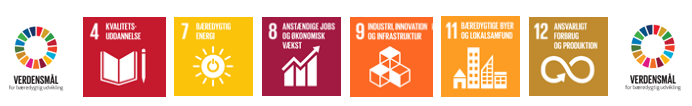 VERDENSMÅL
for bæredygtig udvikling
4 KVALITETS-
UDDANNELSE
7 BÆREDYGTIG
ENERGI
8 ANSTÆNDIGE JOBS
OG ØKONOMISK
VÆKST
9 INDUSTRI, INNOVATION
OG INFRASTRUKTUR
11 BÆREDYGTIGE BYER
OG LOKALSAMFUND
12 ANSVARLIGT
FORBRUG
OG PRODUKTION
VERDENSMÅL
for bæredygtig udvikling